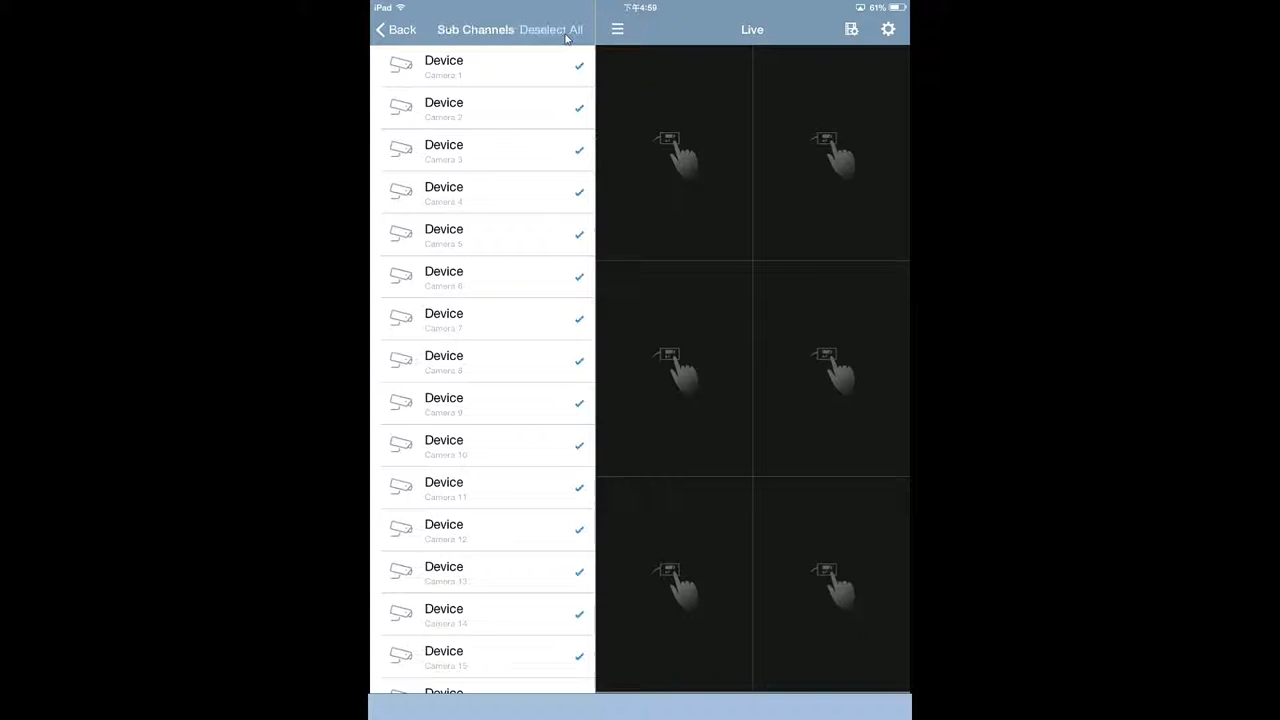 iPad 下午4:59 61%
Back Sub Channels Deselect All Live
Device
Camera 1
Device
Camera 2
Device
Camera 3
Device
Camera 4
Device
Camera 5
Device
Camera 6
Device
Camera 7
Device
Camera 8
Device
Camera 9
Device
Camera 10
Device
Camera 11
Device
Camera 12
Device
Camera 13
Device
Camera 14
Device
Camera 15
Device